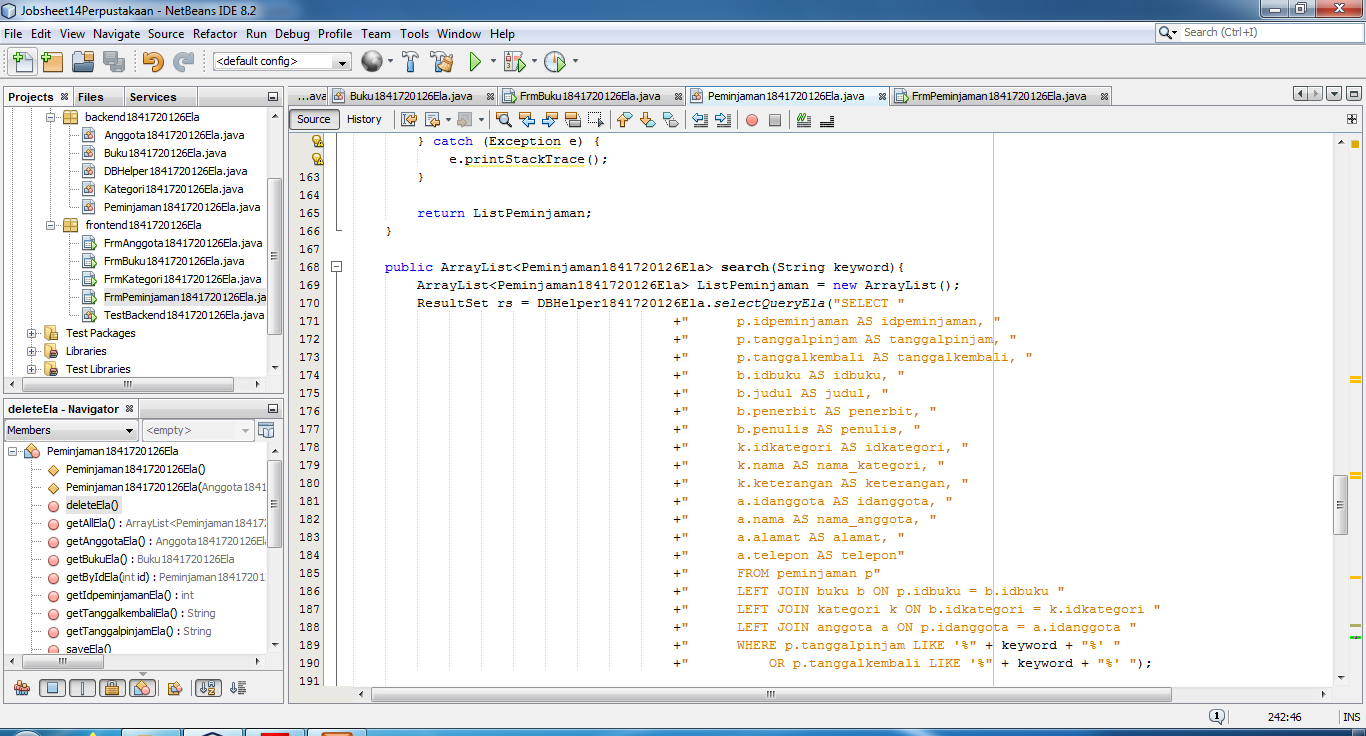 Jobsheet14Perpustakaan - NetBeans IDE 8.2
File Edit View Navigate Source Refactor Run Debug Profile Team Tools Window Help
Search (Ctrl+I)
<default config>
Projects Files Services
backend1841720126Ela
Anggota1841720126Ela.java
Buku1841720126Ela.java
DBHelper1841720126Ela.java
Kategori1841720126Ela.java
Peminjaman1841720126Ela.java
frontend1841720126Ela
FrmAnggota1841720126Ela.java
FrmBuku1841720126Ela.java
FrmKategori1841720126Ela.java
FrmPeminjaman1841720126Ela.ja
TestBackend1841720126Ela.java
Test Packages
Libraries
Test Libraries
deleteEla - Navigator
Members <empty>
Peminjaman1841720126Ela
Peminjaman1841720126Ela()
Peminjaman1841720126Ela(Anggota1841
deleteEla()
getAllEla() : ArrayList<Peminjaman18417
getAnggotaEla() : Anggota1841720126El
getBukuEla() : Buku1841720126Ela
getByIdEla(int id) : Peminjaman1841720
getIdpeminjamanEla() : int
getTanggalkembaliEla() : String
getTanggalpinjamEla() : String
saveEla()
...ava Buku1841720126Ela.java FrmBuku1841720126Ela.java Peminjaman1841720126Ela.java FrmPeminjaman1841720126Ela.java
Source History
} catch (Exception e) {
e.printStackTrace();
163 }
164
165 return ListPeminjaman;
166 }
167
168 public ArrayList<Peminjaman1841720126Ela> search(String keyword){
169 ArrayList<Peminjaman1841720126Ela> ListPeminjaman = new ArrayList();
170 ResultSet rs = DBHelper1841720126Ela.selectQueryEla("SELECT "
171 +" p.idpeminjaman AS idpeminjaman, "
172 +" p.tanggalpinjam AS tanggalpinjam, "
173 +" p.tanggalkembali AS tanggalkembali, "
174 +" b.idbuku AS idbuku, "
175 +" b.judul AS judul, "
176 +" b.penerbit AS penerbit, "
177 +" b.penulis AS penulis, "
178 +" k.idkategori AS idkategori, "
179 +" k.nama AS nama_kategori, "
180 +" k.keterangan AS keterangan, "
181 +" a.idanggota AS idanggota, "
182 +" a.nama AS nama_anggota, "
183 +" a.alamat AS alamat, "
184 +" a.telepon AS telepon"
185 +" FROM peminjaman p"
186 +" LEFT JOIN buku b ON p.idbuku = b.idbuku "
187 +" LEFT JOIN kategori k ON b.idkategori = k.idkategori "
188 +" LEFT JOIN anggota a ON p.idanggota = a.idanggota "
189 +" WHERE p.tanggalpinjam LIKE '%" + keyword + "%' "
190 +" OR p.tanggalkembali LIKE '%" + keyword + "%' ");
191
1 242:46 INS